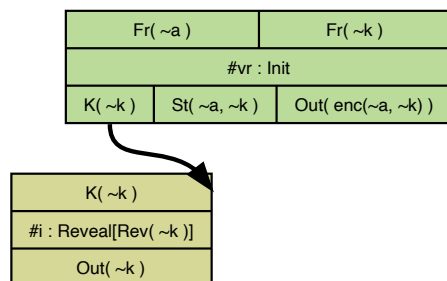 Fr( ~a ) Fr( ~k )
#vr : Init
K( ~k ) St( ~a, ~k ) Out( enc(~a, ~k) )
K( ~k )
#i : Reveal[Rev( ~k )]
Out( ~k )